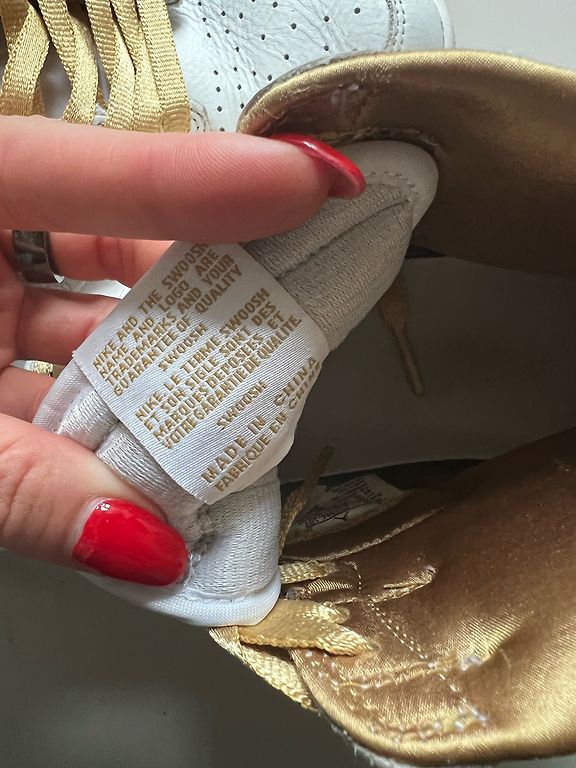 NIKE AND THE SWOOSH
NAME AND LOGO ARE
TRADEMARKS AND YOUR
GUARANTEE OF QUALITY
SWOOSH
NIKE LE TERME SWOOSH
ET SON SIGLE SONT DES
MARQUES DEPOSEES ET
VOTRE GARANTIE DE QUALITE
SWOOSH
MADE IN CHINA
FABRIQUE EN CHINE